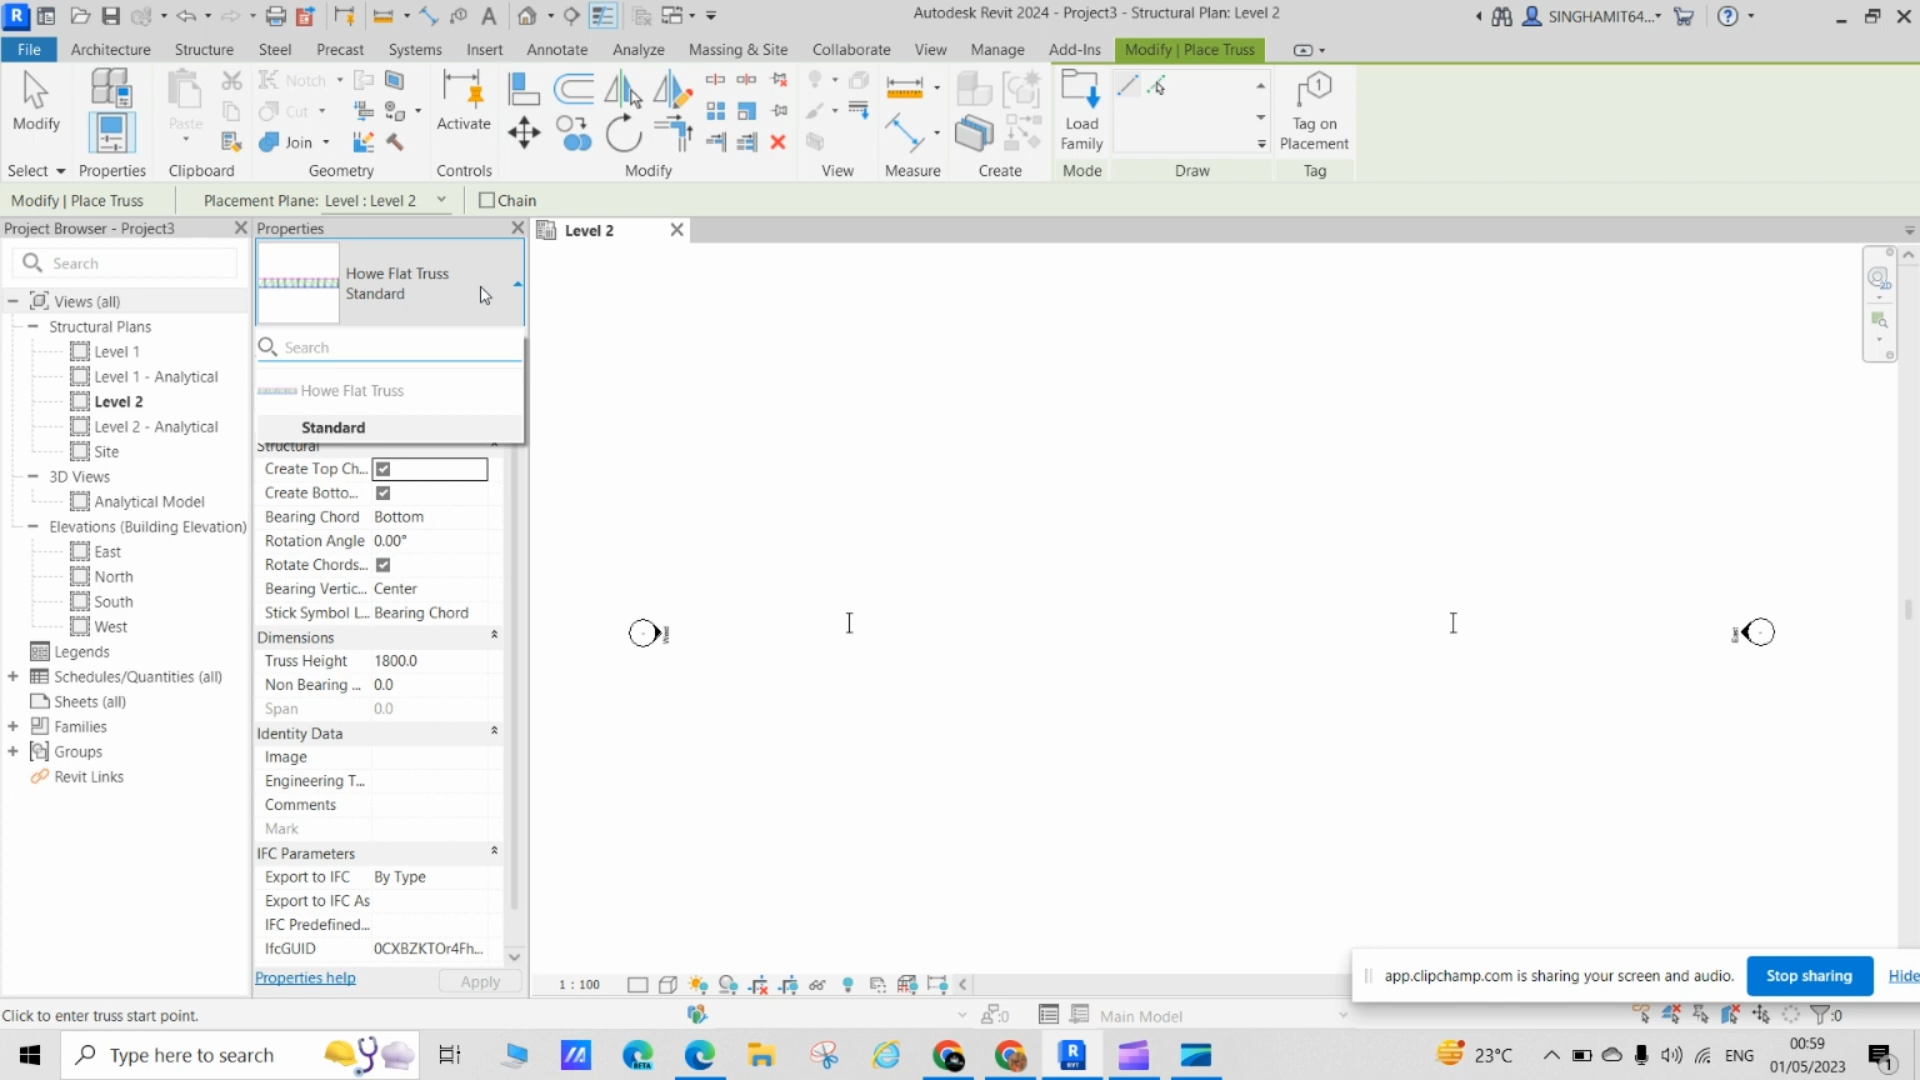 Autodesk Revit 2024 - Project3 - Structural Plan: Level 2
SINGHAMIT64...
File Architecture Structure Steel Precast Systems Insert Annotate Analyze Massing & Site Collaborate View Manage Add-Ins Modify | Place Truss
Modify
Paste
Notch
Cut
Join
Activate
Load
Family
Tag on
Placement
Select Properties Clipboard Geometry Controls Modify View Measure Create Mode Draw Tag
Modify | Place Truss Placement Plane: Level : Level 2 Chain
Project Browser - Project3
Search
Views (all)
Structural Plans
Level 1
Level 1 - Analytical
Level 2
Level 2 - Analytical
Site
3D Views
Analytical Model
Elevations (Building Elevation)
East
North
South
West
Legends
Schedules/Quantities (all)
Sheets (all)
Families
Groups
Revit Links
Properties
Howe Flat Truss
Standard
Search
Howe Flat Truss
Standard
Structural
Create Top Ch...
Create Botto...
Bearing Chord Bottom
Rotation Angle 0.00°
Rotate Chords...
Bearing Vertic... Center
Stick Symbol L... Bearing Chord
Dimensions
Truss Height 1800.0
Non Bearing ... 0.0
Span 0.0
Identity Data
Image
Engineering T...
Comments
Mark
IFC Parameters
Export to IFC By Type
Export to IFC As
IFC Predefined...
IfcGUID 0CXBZKTOr4Fh...
Properties help Apply
Level 2
2D
West
East
1 : 100
app.clipchamp.com is sharing your screen and audio. Stop sharing Hide
Click to enter truss start point.
:0
Main Model
:0
Type here to search
BETA
23°C
ENG
00:59
01/05/2023
1